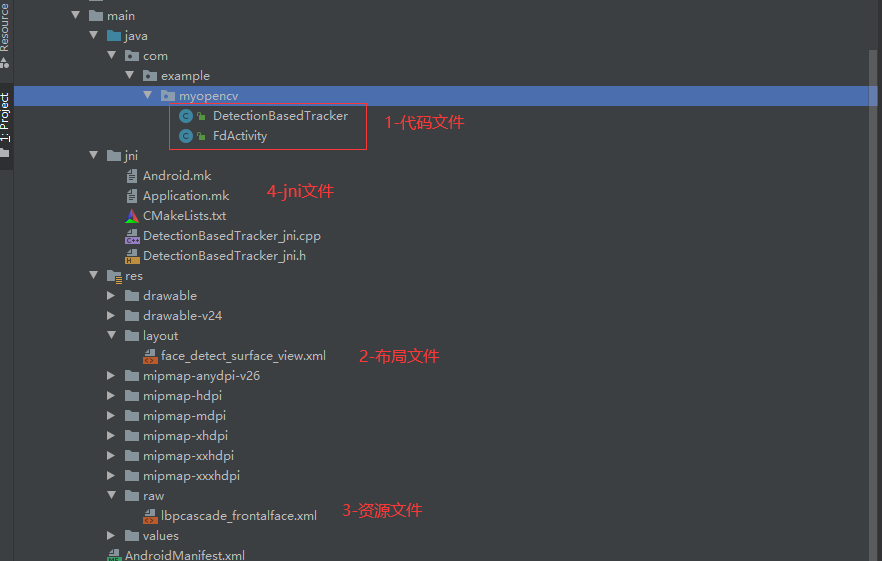 Resource
1: Project
main
java
com
example
myopencv
DetectionBasedTracker
FdActivity
1-代码文件
jni
Android.mk
Application.mk
4-jni文件
CMakeLists.txt
DetectionBasedTracker_jni.cpp
DetectionBasedTracker_jni.h
res
drawable
drawable-v24
layout
face_detect_surface_view.xml
2-布局文件
mipmap-anydpi-v26
mipmap-hdpi
mipmap-mdpi
mipmap-xhdpi
mipmap-xxhdpi
mipmap-xxxhdpi
raw
lbpcascade_frontalface.xml
3-资源文件
values
AndroidManifest.xml